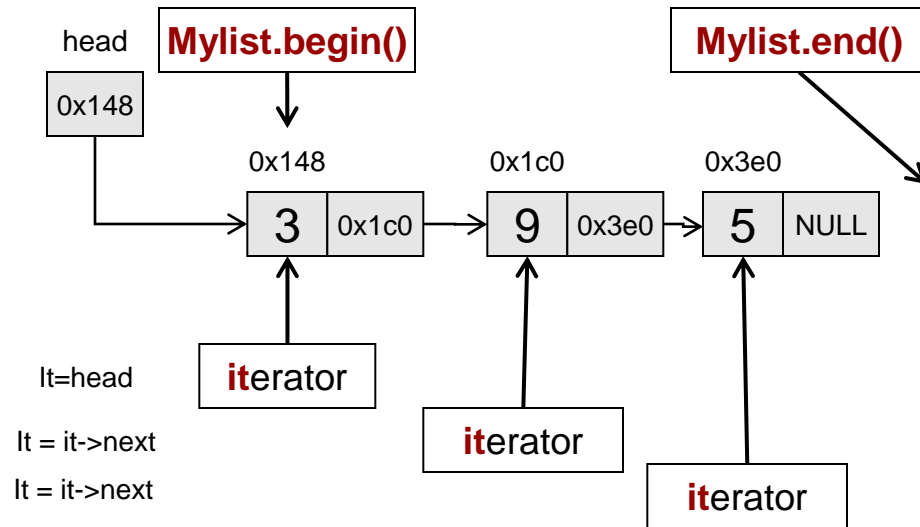 head
Mylist.begin()
Mylist.end()
0x148
0x148
0x1c0
0x3e0
3
0x1c0
9
0x3e0
5
NULL
It=head
iterator
It = it->next
iterator
It = it->next
iterator